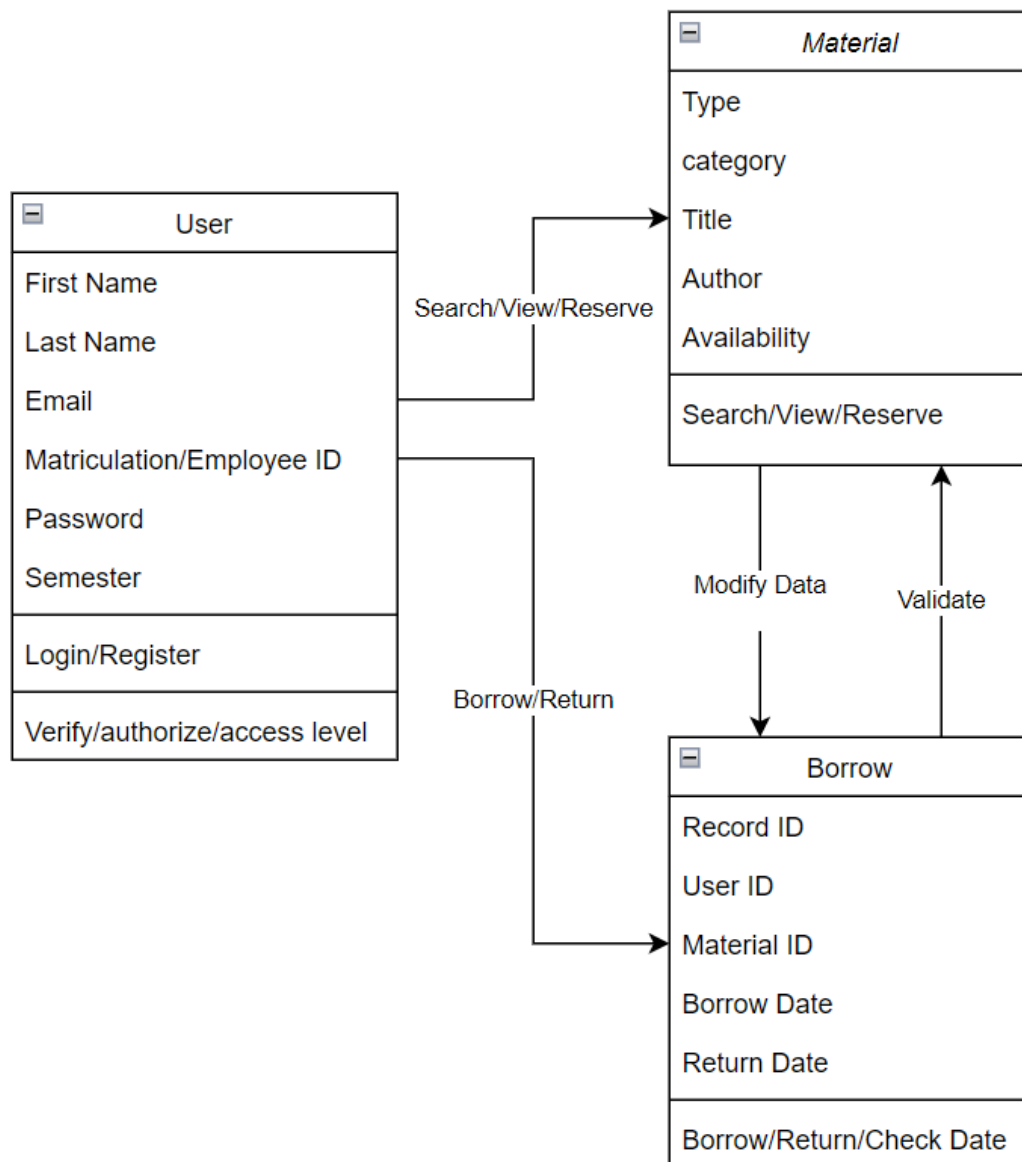 User
First Name
Last Name
Email
Matriculation/Employee ID
Password
Semester
Login/Register
Verify/authorize/access level
Search/View/Reserve
Borrow/Return
Material
Type
category
Title
Author
Availability
Search/View/Reserve
Modify Data
Validate
Borrow
Record ID
User ID
Material ID
Borrow Date
Return Date
Borrow/Return/Check Date